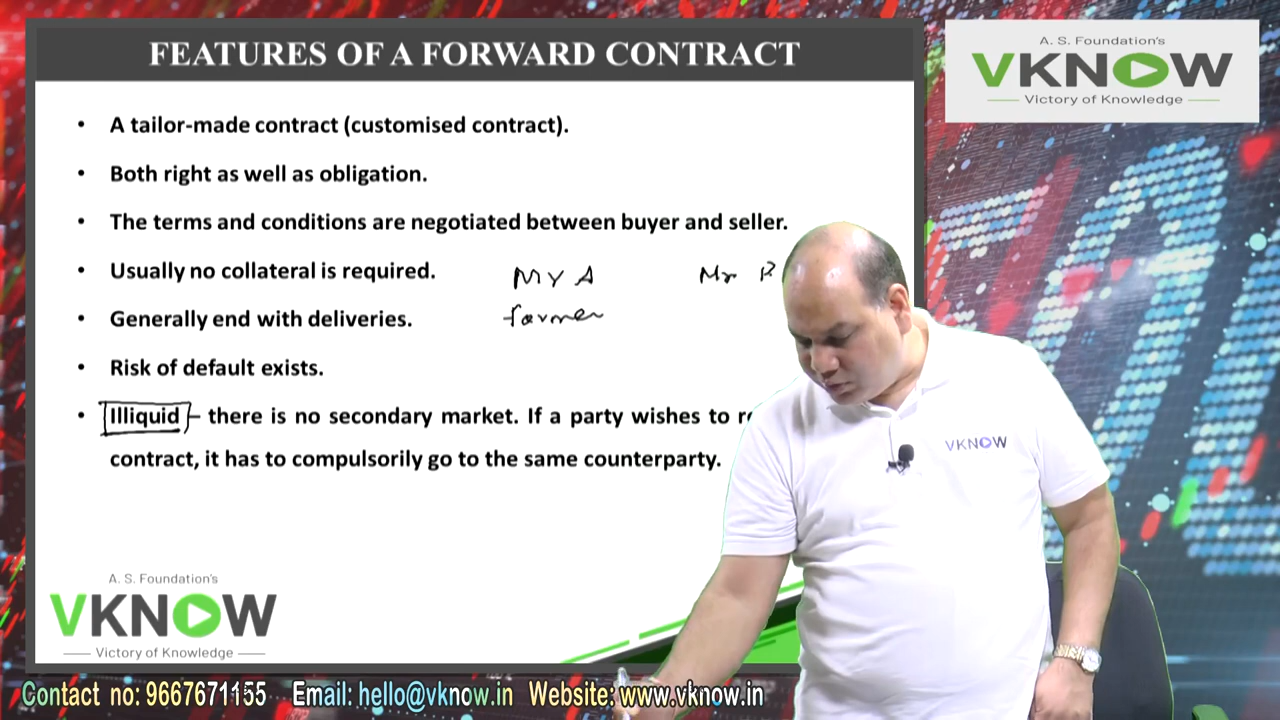 FEATURES OF A FORWARD CONTRACT
A. S. Foundation's
VKNOW
Victory of Knowledge
• A tailor-made contract (customised contract).
• Both right as well as obligation.
• The terms and conditions are negotiated between buyer and seller.
• Usually no collateral is required.
Mr A
Mr B
• Generally end with deliveries.
farmer
• Risk of default exists.
• Illiquid – there is no secondary market. If a party wishes to
contract, it has to compulsorily go to the same counterparty.
VKNOW
A. S. Foundation's
VKNOW
Victory of Knowledge
Contact no: 9667671155 Email: hello@vknow.in Website: www.vknow.in